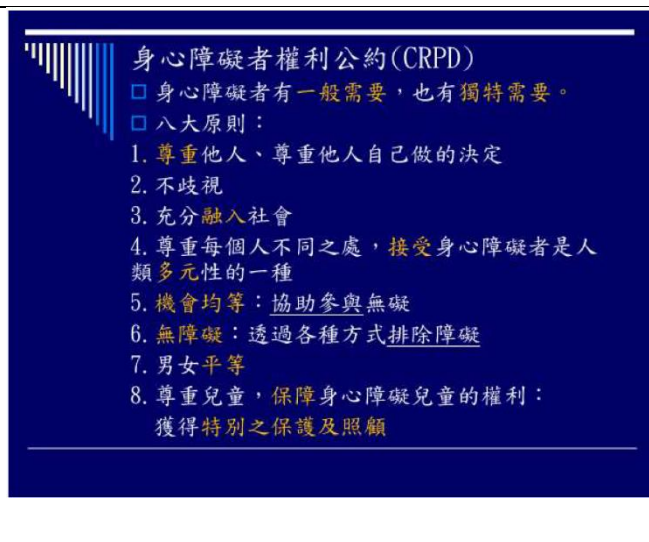 身心障礙者權利公約(CRPD)
□ 身心障礙者有一般需要，也有獨特需要。
□ 八大原則：
1.尊重他人、尊重他人自己做的決定
2.不歧視
3.充分融入社會
4.尊重每個人不同之處，接受身心障礙者是人
類多元性的一種
5.機會均等：協助參與無礙
6.無障礙：透過各種方式排除障礙
7.男女平等
8.尊重兒童，保障身心障礙兒童的權利：
獲得特別之保護及照顧